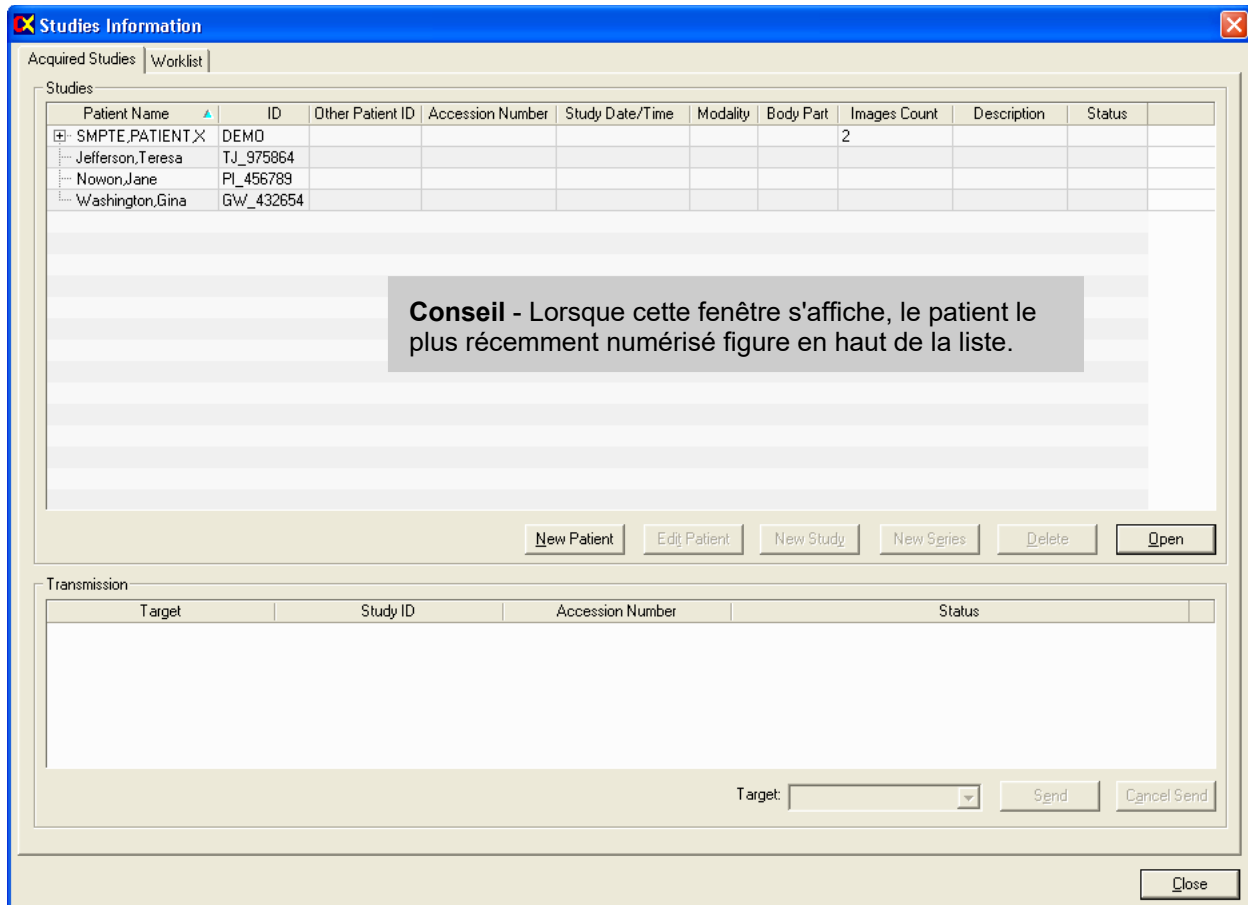 Studies Information
Acquired Studies Worklist
Studies
Patient Name ID Other Patient ID Accession Number Study Date/Time Modality Body Part Images Count Description Status
SMPTE,PATIENT,X DEMO 2
Jefferson,Teresa TJ_975864
Nowon,Jane PI_456789
Washington,Gina GW_432654
Conseil - Lorsque cette fenêtre s'affiche, le patient le
plus récemment numérisé figure en haut de la liste.
New Patient Edit Patient New Study New Series Delete Open
Transmission
Target Study ID Accession Number Status
Target: Send Cancel Send
Close